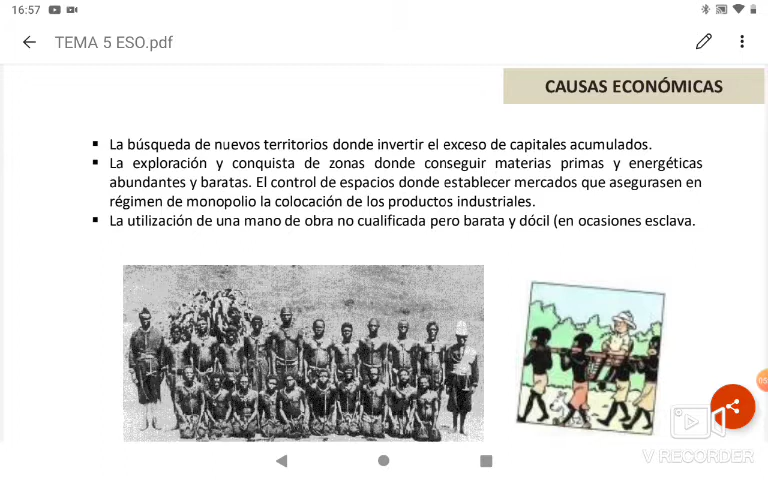 16:57
TEMA 5 ESO.pdf
CAUSAS ECONÓMICAS
▪ La búsqueda de nuevos territorios donde invertir el exceso de capitales acumulados.
▪ La exploración y conquista de zonas donde conseguir materias primas y energéticas
abundantes y baratas. El control de espacios donde establecer mercados que asegurasen en
régimen de monopolio la colocación de los productos industriales.
▪ La utilización de una mano de obra no cualificada pero barata y dócil (en ocasiones esclava.
05
V RECORDER